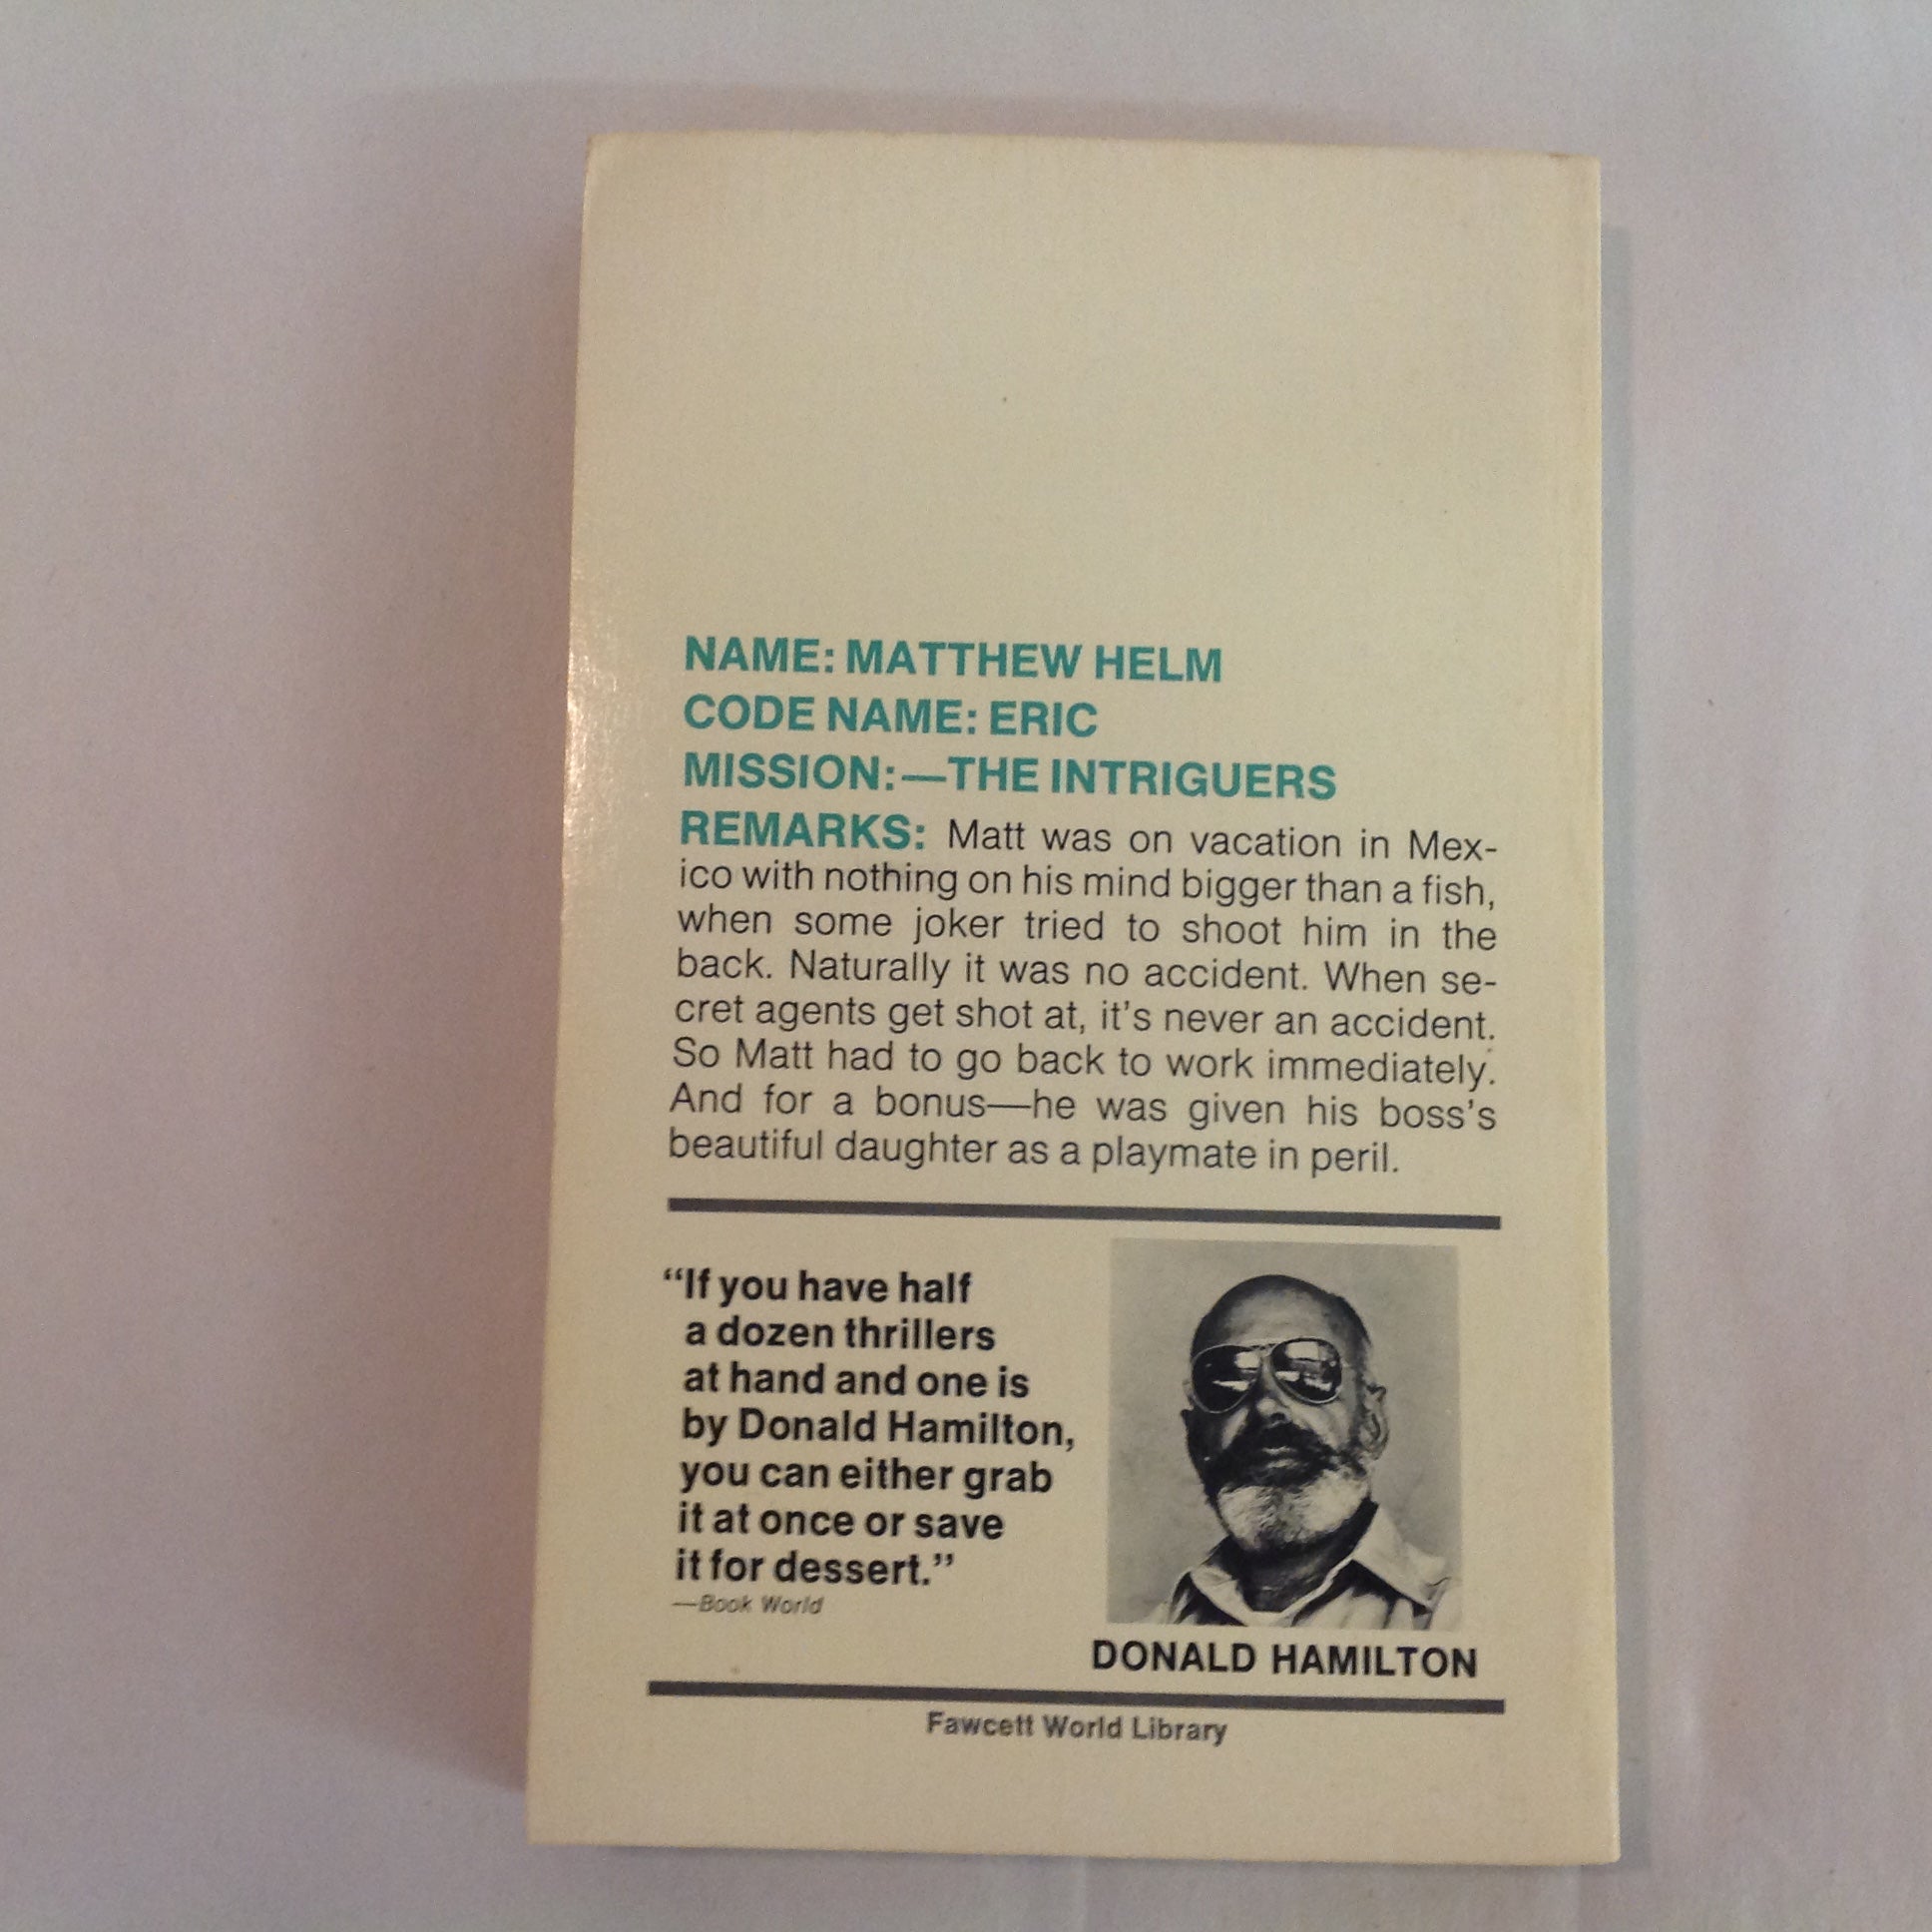 NAME: MATTHEW HELM
CODE NAME: ERIC
MISSION:—THE INTRIGUERS
REMARKS: Matt was on vacation in Mex-
ico with nothing on his mind bigger than a fish,
when some joker tried to shoot him in the
back. Naturally it was no accident. When se-
cret agents get shot at, it's never an accident.
So Matt had to go back to work immediately.
And for a bonus—he was given his boss's
beautiful daughter as a playmate in peril.
“If you have half
a dozen thrillers
at hand and one is
by Donald Hamilton,
you can either grab
it at once or save
it for dessert.”
—Book World
DONALD HAMILTON
Fawcett World Library